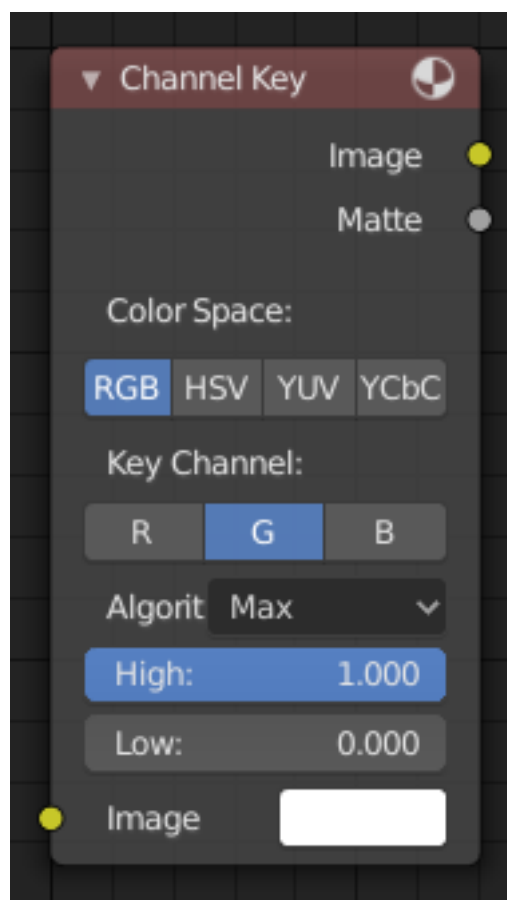 Channel Key
Image
Matte
Color Space:
RGB HSV YUV YCbC
Key Channel:
R G B
Algorit Max
High: 1.000
Low: 0.000
Image